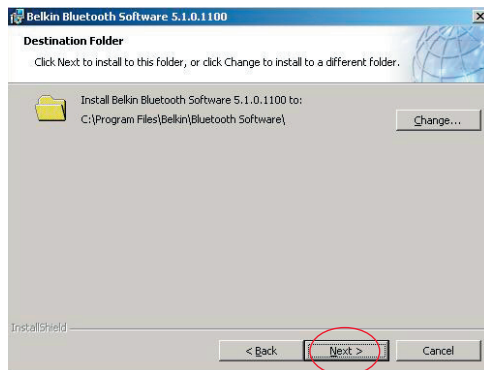 Belkin Bluetooth Software 5.1.0.1100
Destination Folder
Click Next to install to this folder, or click Change to install to a different folder.
Install Belkin Bluetooth Software 5.1.0.1100 to:
C:\Program Files\Belkin\Bluetooth Software\
Change...
InstallShield
< Back
Next >
Cancel